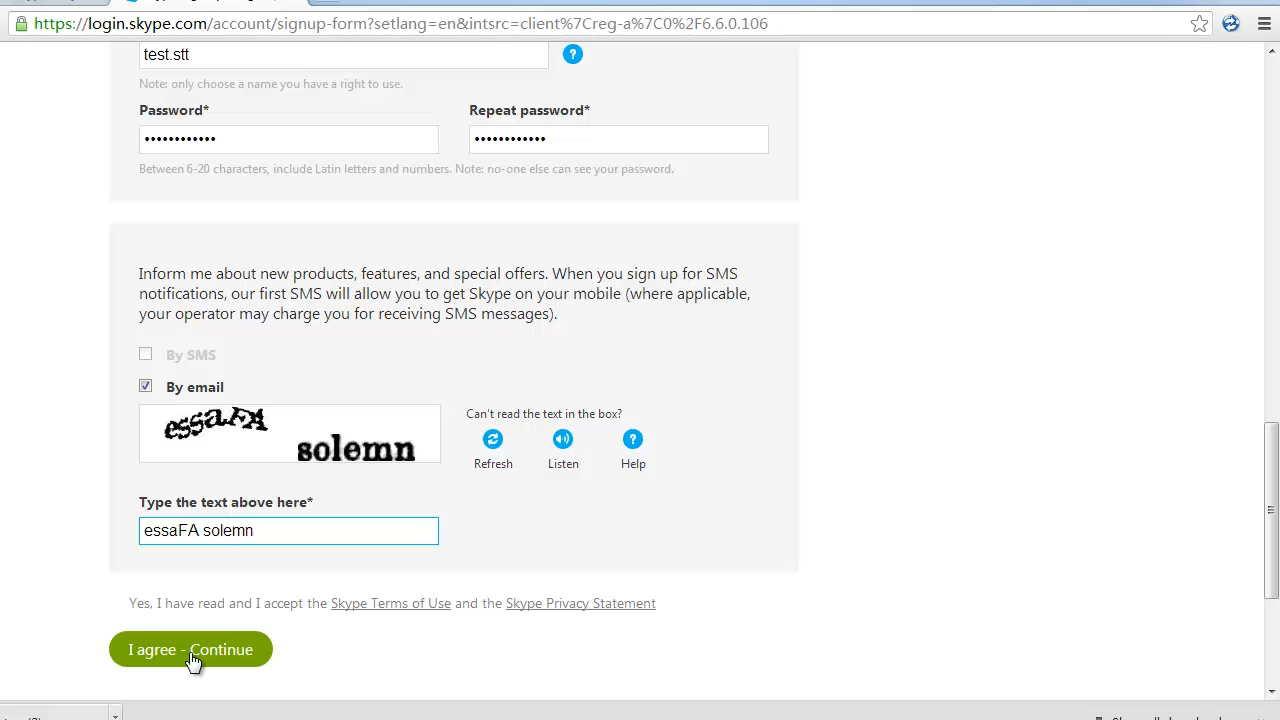 https://login.skype.com/account/signup-form?setlang=en&intsrc=client%7Creg-a%7C0%2F6.6.0.106
test.stt
?
Note: only choose a name you have a right to use.
Password* Repeat password*
•••••••••••• ••••••••••••
Between 6-20 characters, include Latin letters and numbers. Note: no-one else can see your password.
Inform me about new products, features, and special offers. When you sign up for SMS
notifications, our first SMS will allow you to get Skype on your mobile (where applicable,
your operator may charge you for receiving SMS messages).
By SMS
By email
essaFA solemn
Can't read the text in the box?
?
Refresh Listen Help
Type the text above here*
essaFA solemn
Yes, I have read and I accept the Skype Terms of Use and the Skype Privacy Statement
I agree - Continue